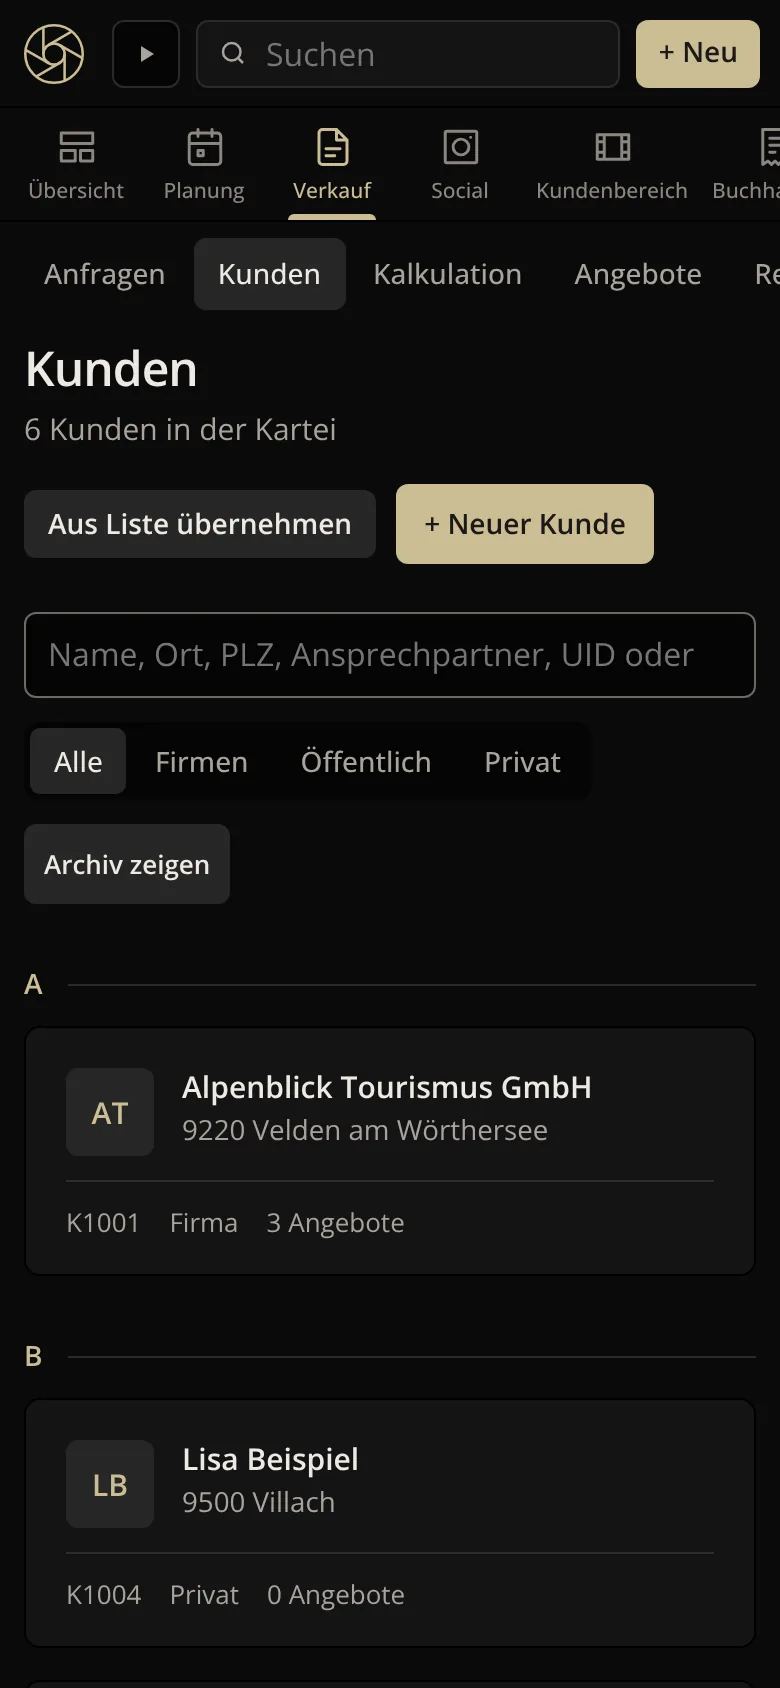 Suchen
+ Neu
Übersicht Planung Verkauf Social Kundenbereich Buchha
Anfragen Kunden Kalkulation Angebote Re
Kunden
6 Kunden in der Kartei
Aus Liste übernehmen + Neuer Kunde
Name, Ort, PLZ, Ansprechpartner, UID oder
Alle Firmen Öffentlich Privat
Archiv zeigen
A
AT
Alpenblick Tourismus GmbH
9220 Velden am Wörthersee
K1001 Firma 3 Angebote
B
LB
Lisa Beispiel
9500 Villach
K1004 Privat 0 Angebote